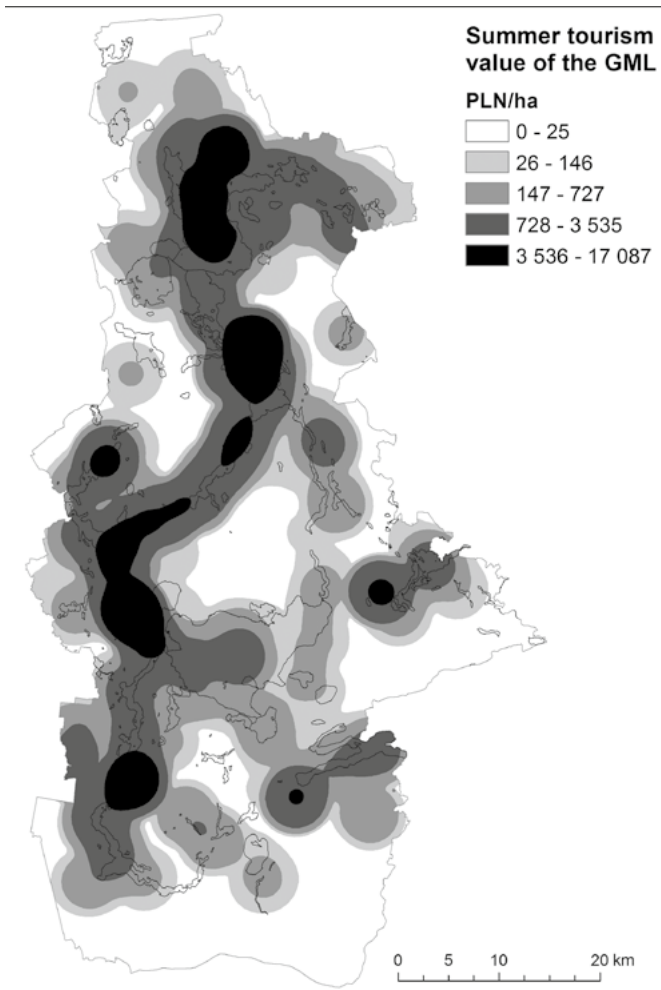 Summer tourism
value of the GML
PLN/ha
0 - 25
26 - 146
147 - 727
728 - 3 535
3 536 - 17 087
0 5 10 20 km